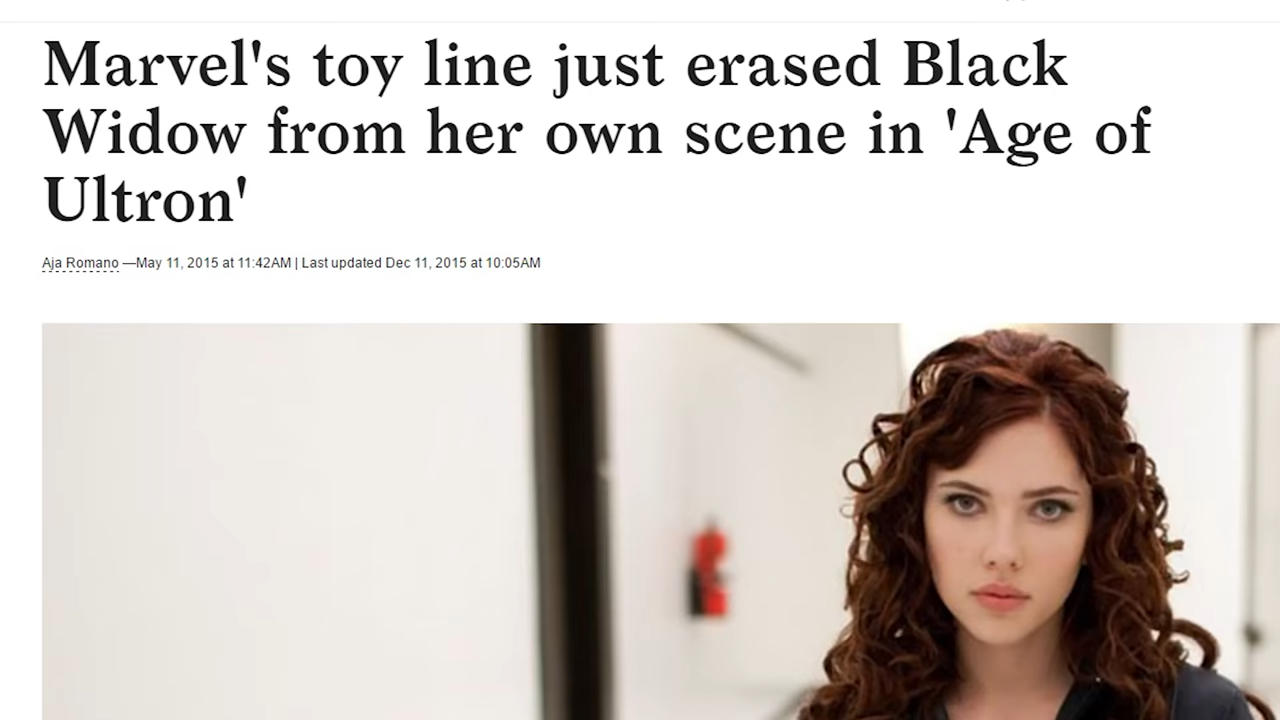 Marvel's toy line just erased Black
Widow from her own scene in 'Age of
Ultron'
Aja Romano —May 11, 2015 at 11:42AM | Last updated Dec 11, 2015 at 10:05AM